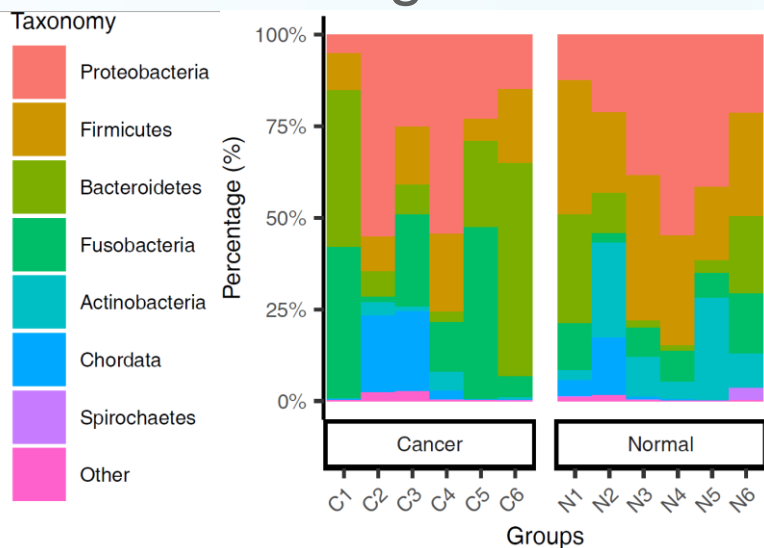 Taxonomy
Proteobacteria
Firmicutes
Bacteroidetes
Fusobacteria
Actinobacteria
Chordata
Spirochaetes
Other
Percentage (%)
100%
75%
50%
25%
0%
Cancer
Normal
C1 C2 C3 C4 C5 C6
N1 N2 N3 N4 N5 N6
Groups